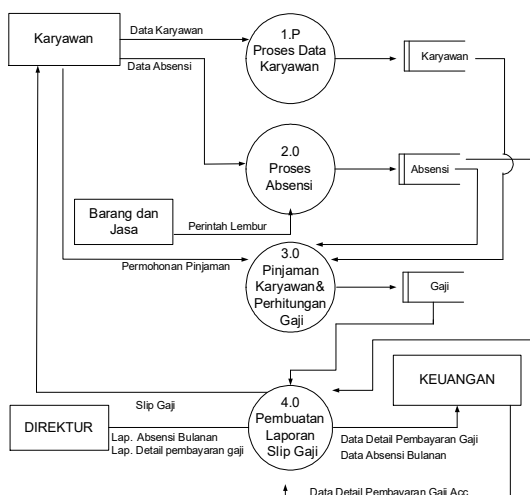 Karyawan
Data Karyawan
Data Absensi
1.P
Proses Data
Karyawan
Karyawan
2.0
Proses
Absensi
Absensi
Barang dan
Jasa
Perintah Lembur
Permohonan Pinjaman
3.0
Pinjaman
Karyawan&
Perhitungan
Gaji
Gaji
KEUANGAN
Slip Gaji
DIREKTUR
Lap. Absensi Bulanan
Lap. Detail pembayaran gaji
4.0
Pembuatan
Laporan
Slip Gaji
Data Detail Pembayaran Gaji
Data Absensi Bulanan
Data Detail Pembayaran Gaji Acc